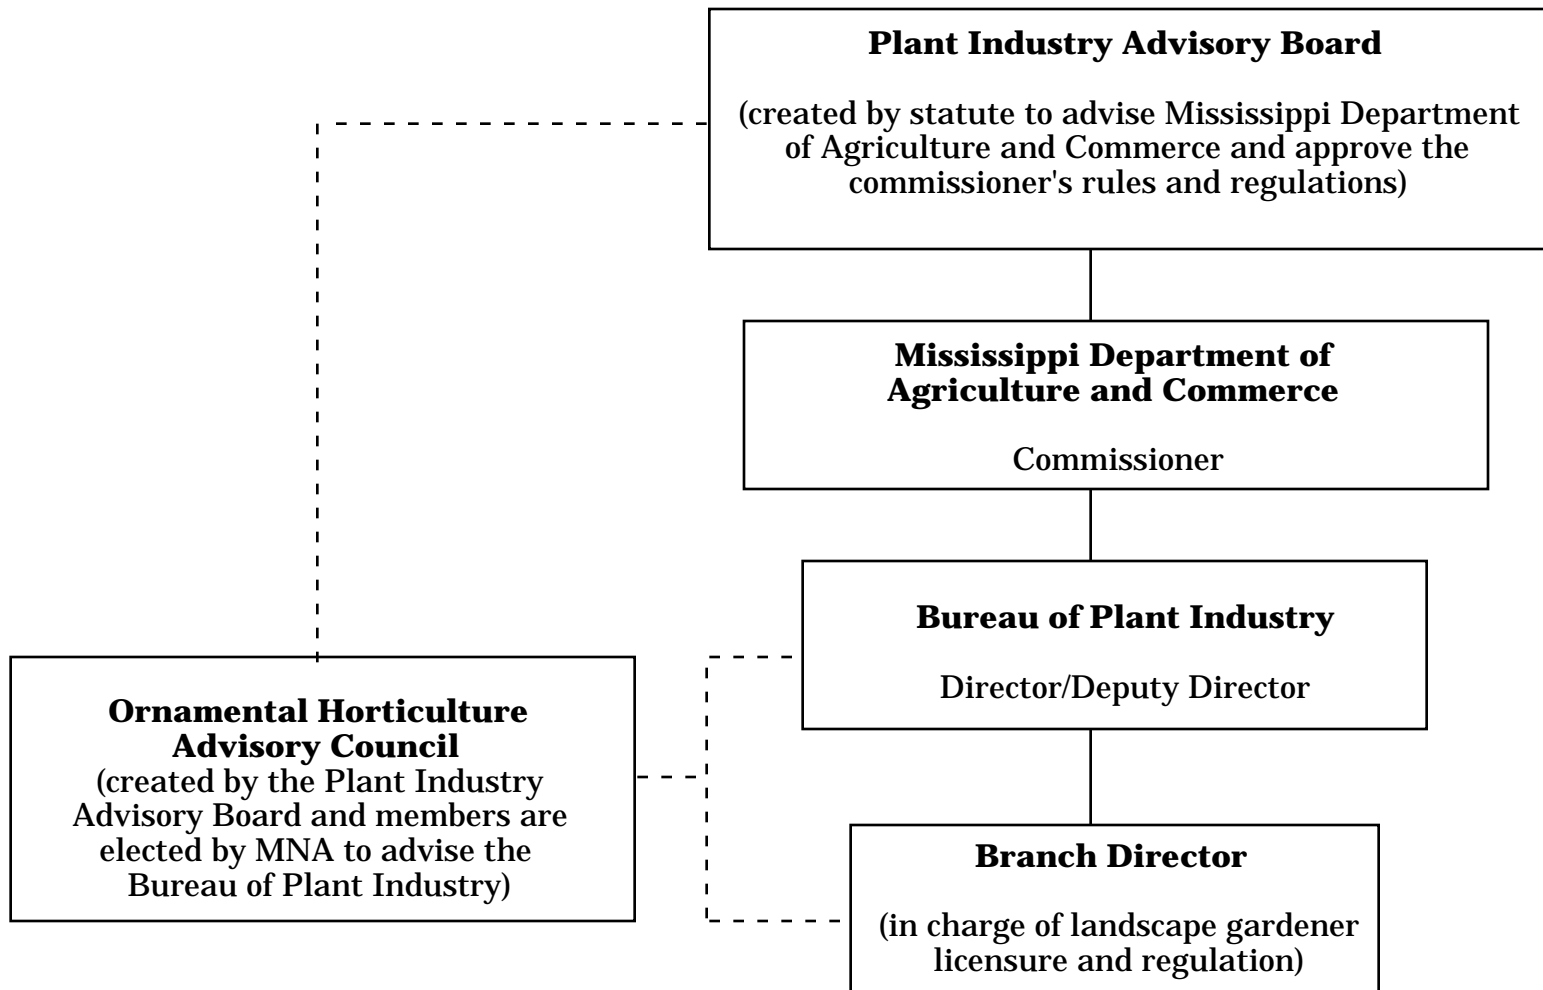 Plant Industry Advisory Board
(created by statute to advise Mississippi Department
of Agriculture and Commerce and approve the
commissioner's rules and regulations)
Mississippi Department of
Agriculture and Commerce
Commissioner
Bureau of Plant Industry
Director/Deputy Director
Ornamental Horticulture
Advisory Council
(created by the Plant Industry
Advisory Board and members are
elected by MNA to advise the
Bureau of Plant Industry)
Branch Director
(in charge of landscape gardener
licensure and regulation)